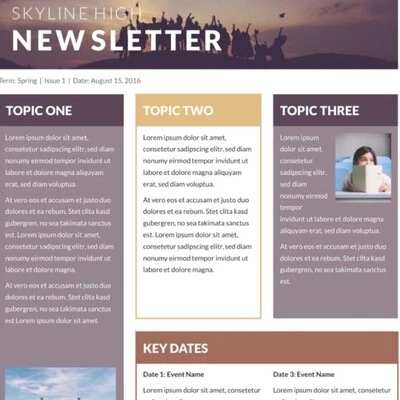 SKYLINE HIGH
NEWSLETTER
Term: Spring | Issue 1 | Date: August 15, 2016
TOPIC ONE
Lorem ipsum dolor sit amet,
consetetur sadipscing elitr, sed diam
nonumy eirmod tempor invidunt ut
labore et dolore magna aliquyam
erat, sed diam voluptua.
At vero eos et accusam et justo duo
dolores et ea rebum. Stet clita kasd
gubergren, no sea takimata sanctus
est. Lorem ipsum dolor sit amet,
consetetur sadipscing elitr, sed diam
nonumy eirmod tempor invidunt ut
labore et dolore magna aliquyam
erat, sed diam voluptua.
At vero eos et accusam et justo duo
dolores et ea rebum. Stet clita kasd
gubergren, no sea takimata sanctus
est Lorem ipsum dolor sit amet.
TOPIC TWO
Lorem ipsum dolor sit amet,
consetetur sadipscing elitr, sed diam
nonumy eirmod tempor invidunt ut
labore et dolore magna aliquyam
erat, sed diam voluptua.
At vero eos et accusam et justo duo
dolores et ea rebum. Stet clita kasd
gubergren, no sea takimata sanctus
est. Lorem ipsum dolor sit amet,
consetetur sadipscing elitr, sed diam
nonumy eirmod tempor invidunt ut
labore et dolore magna.
TOPIC THREE
Lorem ipsum
dolor sit amet,
consetetur
sadipscing
elitr, sed diam
nonumy eirmod
tempor
invidunt ut labore et dolore magna
aliquyam erat, sed diam voluptua.
At vero eos et accusam et justo duo
dolores et ea rebum. Stet clita kasd
gubergren, no sea takimata sanctus
est.
KEY DATES
Date 1: Event Name
Lorem ipsum dolor sit amet,
Date 3: Event Name
Lorem ipsum dolor sit amet,